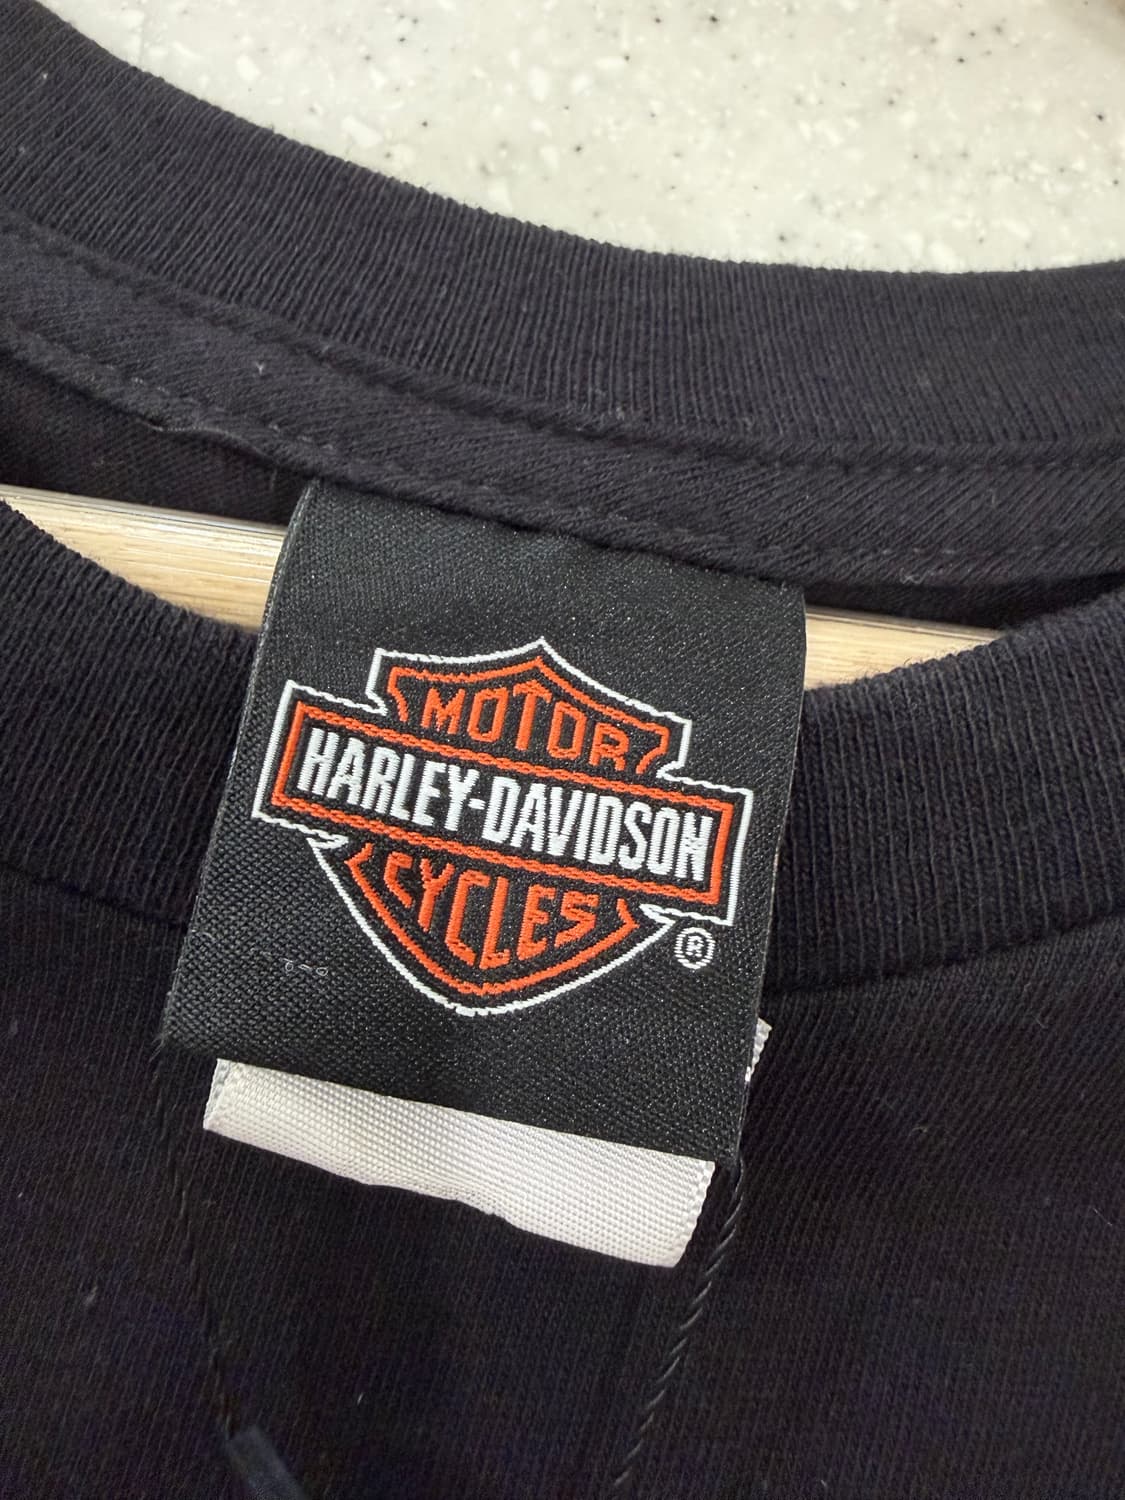 MOTOR
HARLEY-DAVIDSON
CYCLES
®